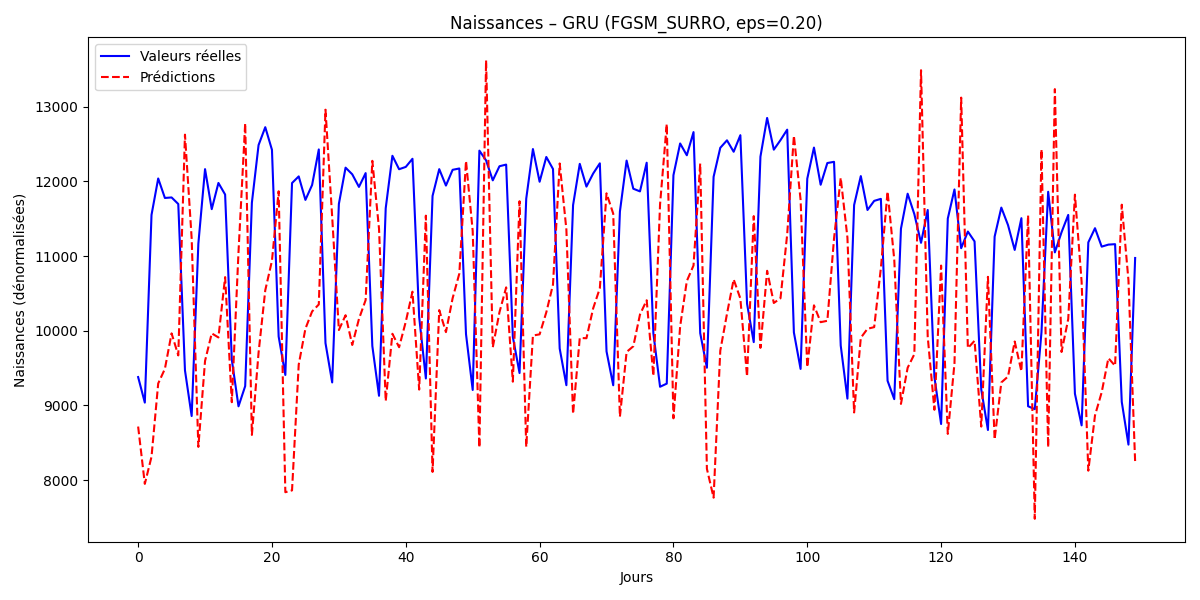 Naissances – GRU (FGSM_SURRO, eps=0.20)
Valeurs réelles
Prédictions
Naissances (dénormalisées)
13000
12000
11000
10000
9000
8000
0 20 40 60 80 100 120 140
Jours